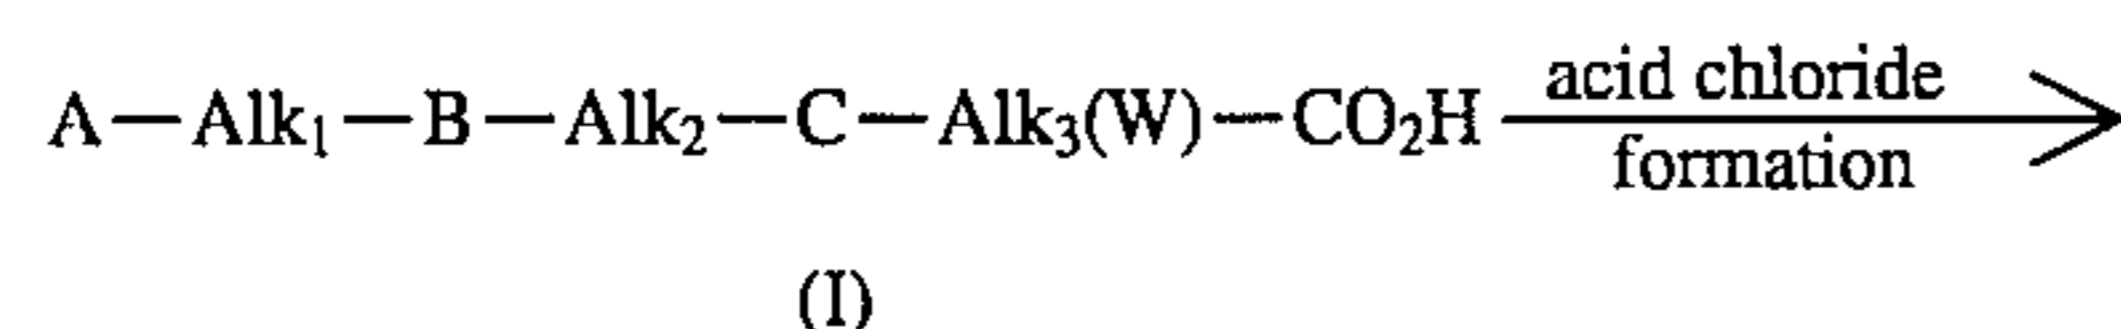 A—Alk₁—B—Alk₂—C—Alk₃(W)—CO₂H acid chloride
formation
(I)